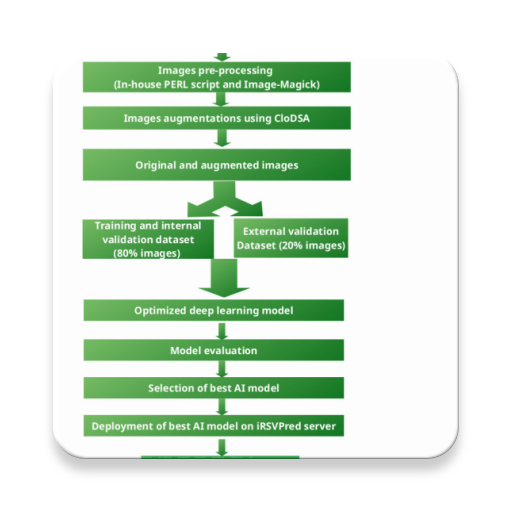 Images pre-processing
(In-house PERL script and Image-Magick)
Images augmentations using CloDSA
Original and augmented images
Training and internal
validation dataset
(80% images)
External validation
Dataset (20% images)
Optimized deep learning model
Model evaluation
Selection of best AI model
Deployment of best AI model on iRSVPred server